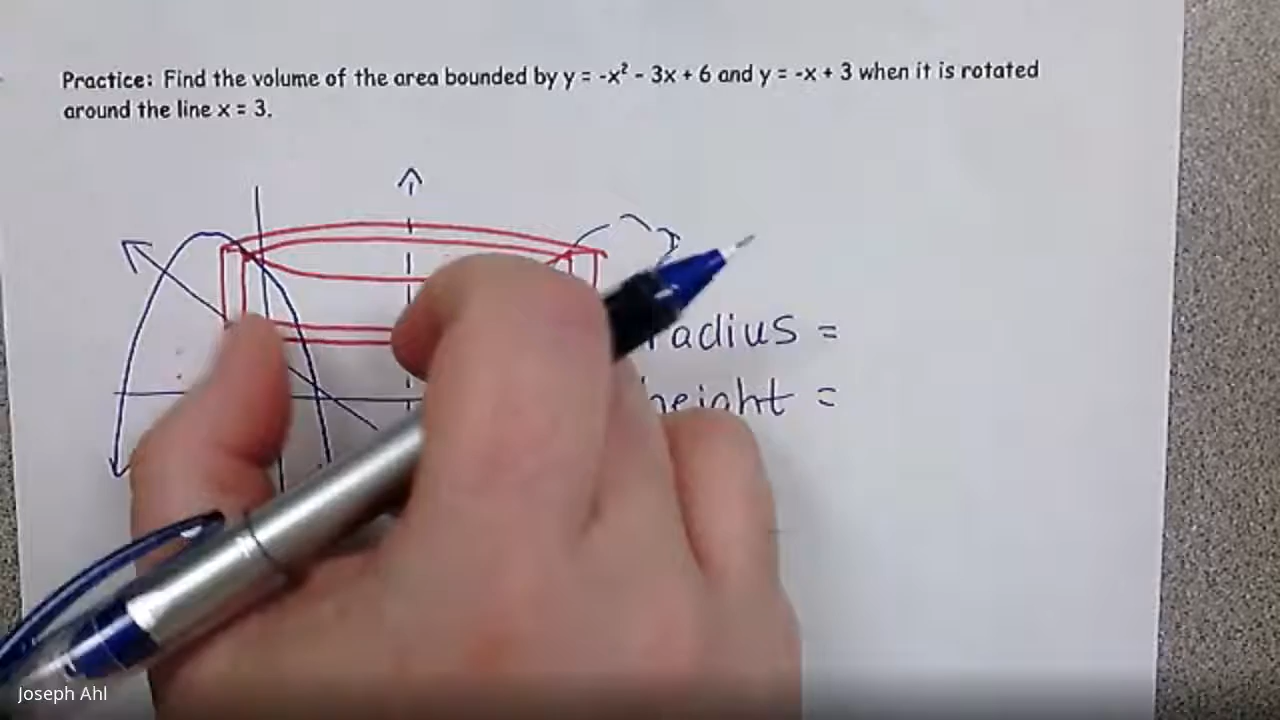 Practice: Find the volume of the area bounded by y = -x² - 3x + 6 and y = -x + 3 when it is rotated
around the line x = 3.
radius =
height =
Joseph Ahl